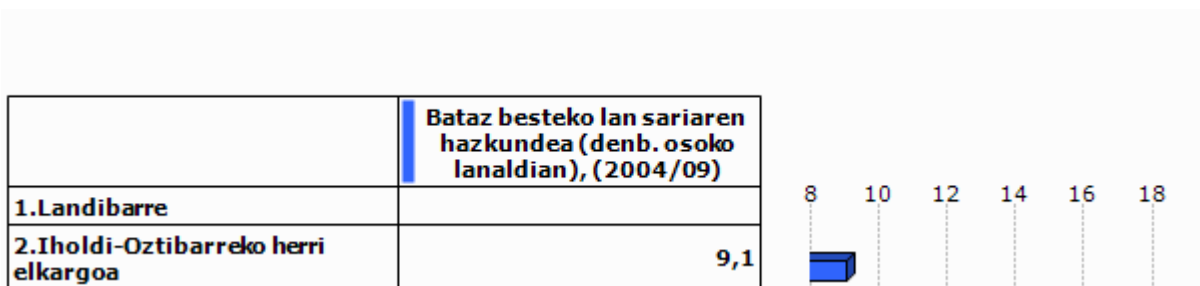 Bataz besteko lan sariaren
hazkundea (denb. osoko
lanaldian), (2004/09)
8 10 12 14 16 18
1.Landibarre
2.Iholdi-Oztibarreko herri
elkargoa
9,1